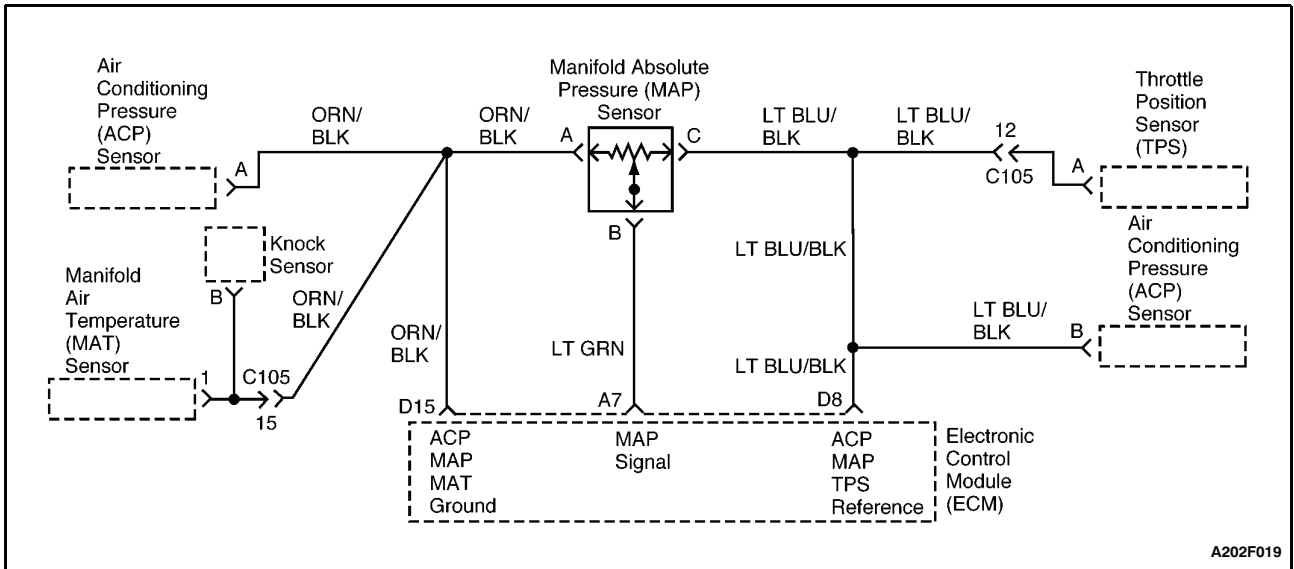 Air
Conditioning
Pressure
(ACP)
Sensor
A
ORN/
BLK
ORN/
BLK
Manifold Absolute
Pressure (MAP)
Sensor
A
C
B
LT BLU/
BLK
LT BLU/
BLK
12
C105
A
Throttle
Position
Sensor
(TPS)
Knock
Sensor
B
Manifold
Air
Temperature
(MAT)
Sensor
1
C105
15
ORN/
BLK
ORN/
BLK
LT GRN
LT BLU/BLK
LT BLU/BLK
LT BLU/
BLK
B
Air
Conditioning
Pressure
(ACP)
Sensor
D15
A7
D8
ACP
MAP
MAT
Ground
MAP
Signal
ACP
MAP
TPS
Reference
Electronic
Control
Module
(ECM)
A202F019